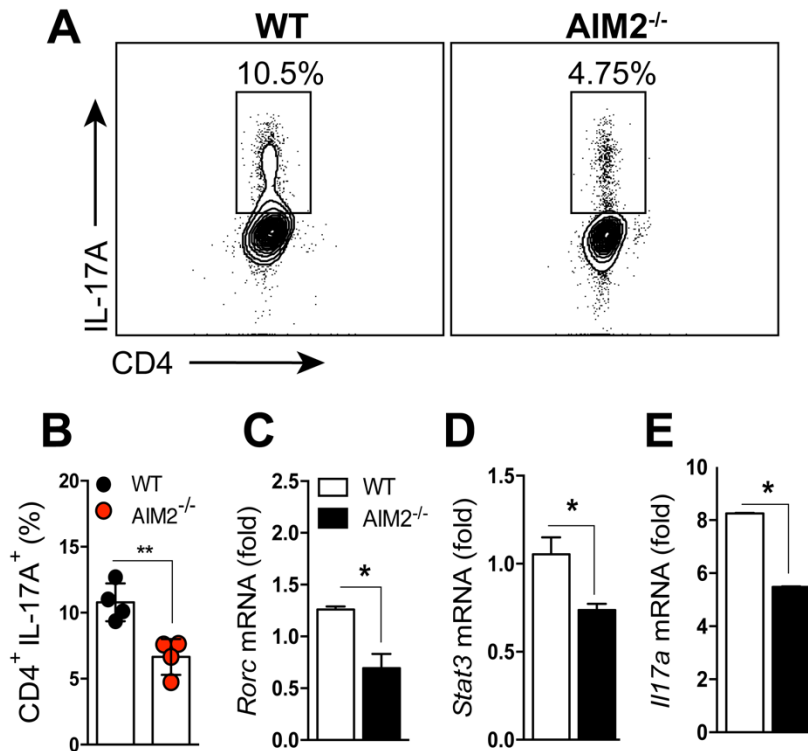 A
WT
AIM2-/-
10.5%
4.75%
IL-17A
CD4
B
C
D
E
WT
AIM2-/-
CD4+ IL-17A+ (%)
20
15
10
5
0
**
Rorc mRNA (fold)
2.5
2.0
1.5
1.0
0.5
0.0
WT
AIM2-/-
*
Stat3 mRNA (fold)
1.5
1.0
0.5
0.0
*
Il17a mRNA (fold)
10
8
6
4
2
0
*